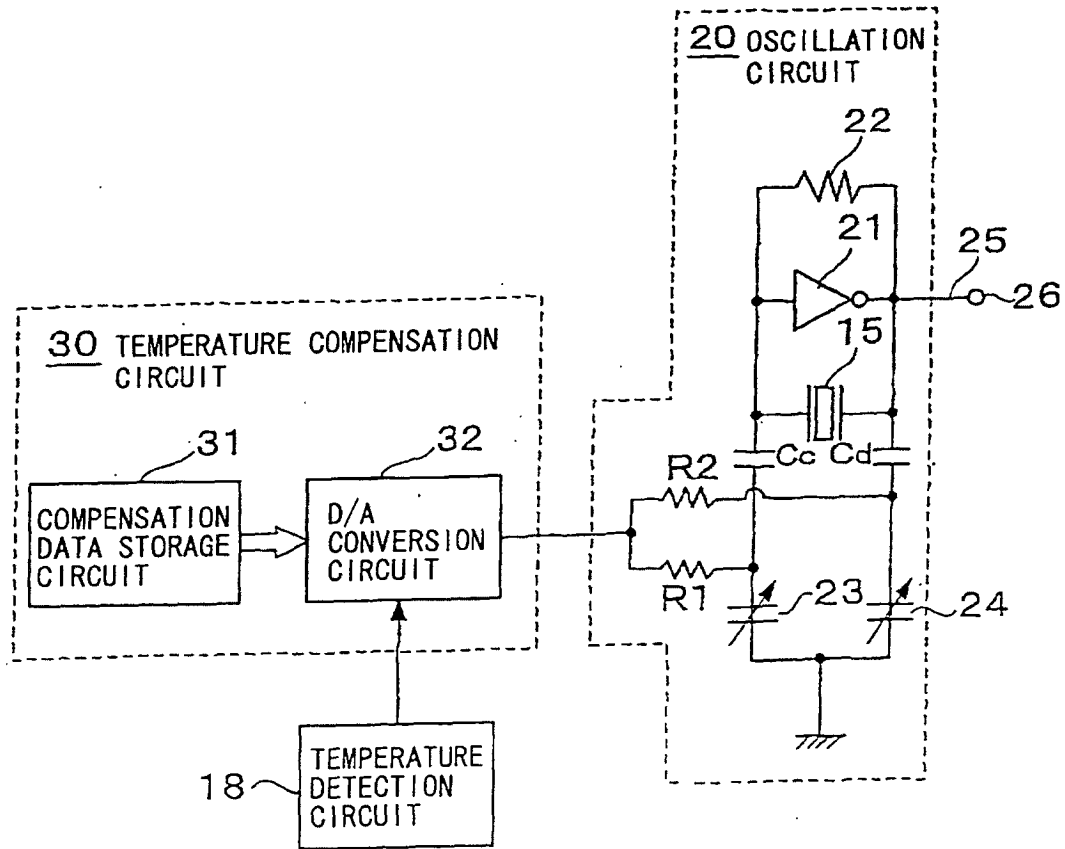 20 OSCILLATION
CIRCUIT
22
21
25
26
15
Cc
Cd
30 TEMPERATURE COMPENSATION
CIRCUIT
31
32
R2
COMPENSATION
DATA STORAGE
CIRCUIT
D/A
CONVERSION
CIRCUIT
R1
23
24
18
TEMPERATURE
DETECTION
CIRCUIT